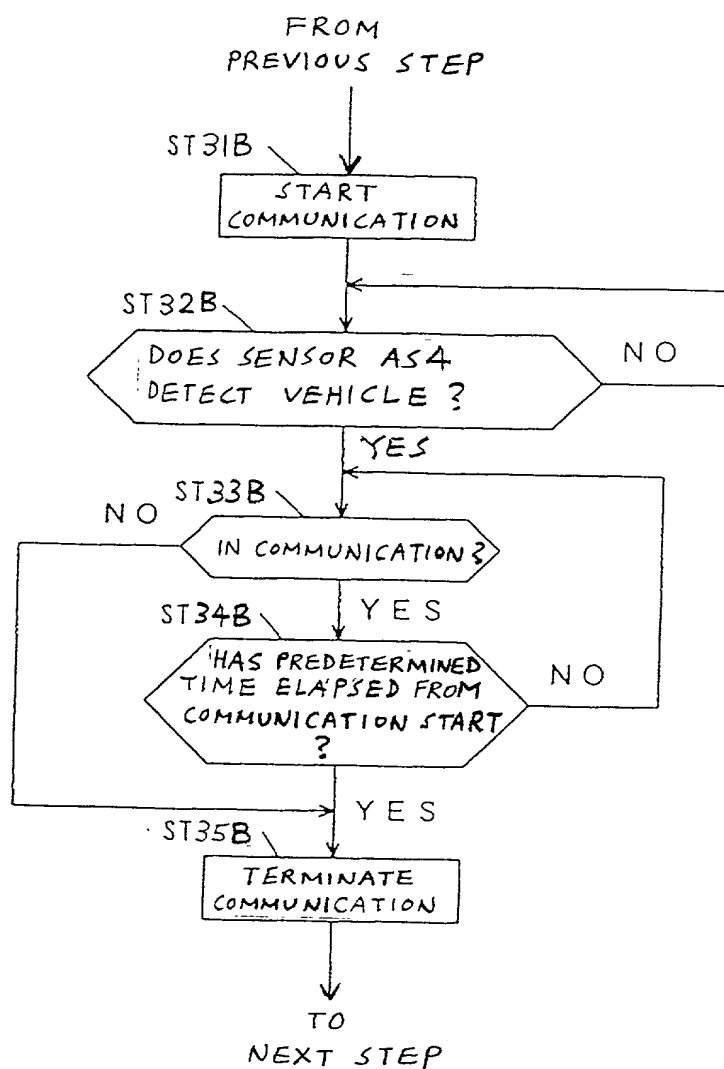 FROM
PREVIOUS STEP
ST31B
START
COMMUNICATION
ST32B
DOES SENSOR AS4
DETECT VEHICLE ?
NO
YES
ST33B
NO
IN COMMUNICATION?
YES
ST34B
HAS PREDETERMINED
TIME ELAPSED FROM
COMMUNICATION START
?
NO
YES
ST35B
TERMINATE
COMMUNICATION
TO
NEXT STEP